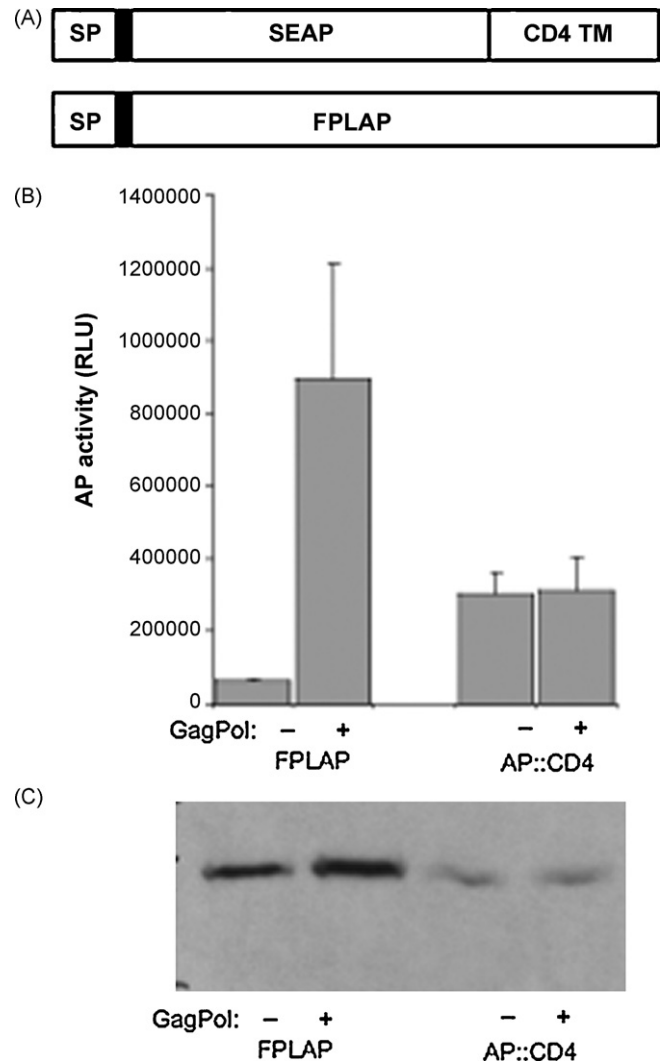 (A)
SP SEAP CD4 TM
SP FPLAP
(B)
AP activity (RLU)
1400000
1200000
1000000
800000
600000
400000
200000
0
GagPol: – + – +
FPLAP AP::CD4
(C)
GagPol: – + – +
FPLAP AP::CD4